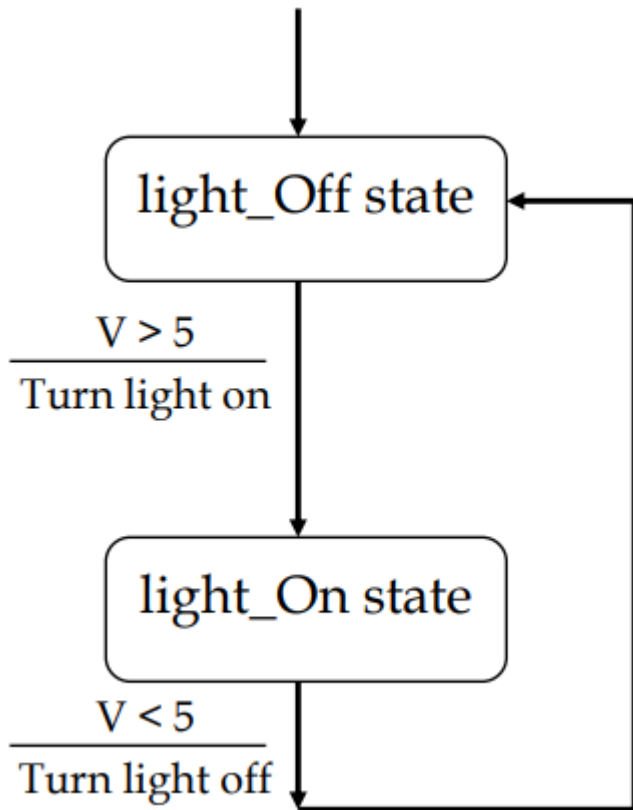 light_Off state
V > 5
Turn light on
light_On state
V < 5
Turn light off